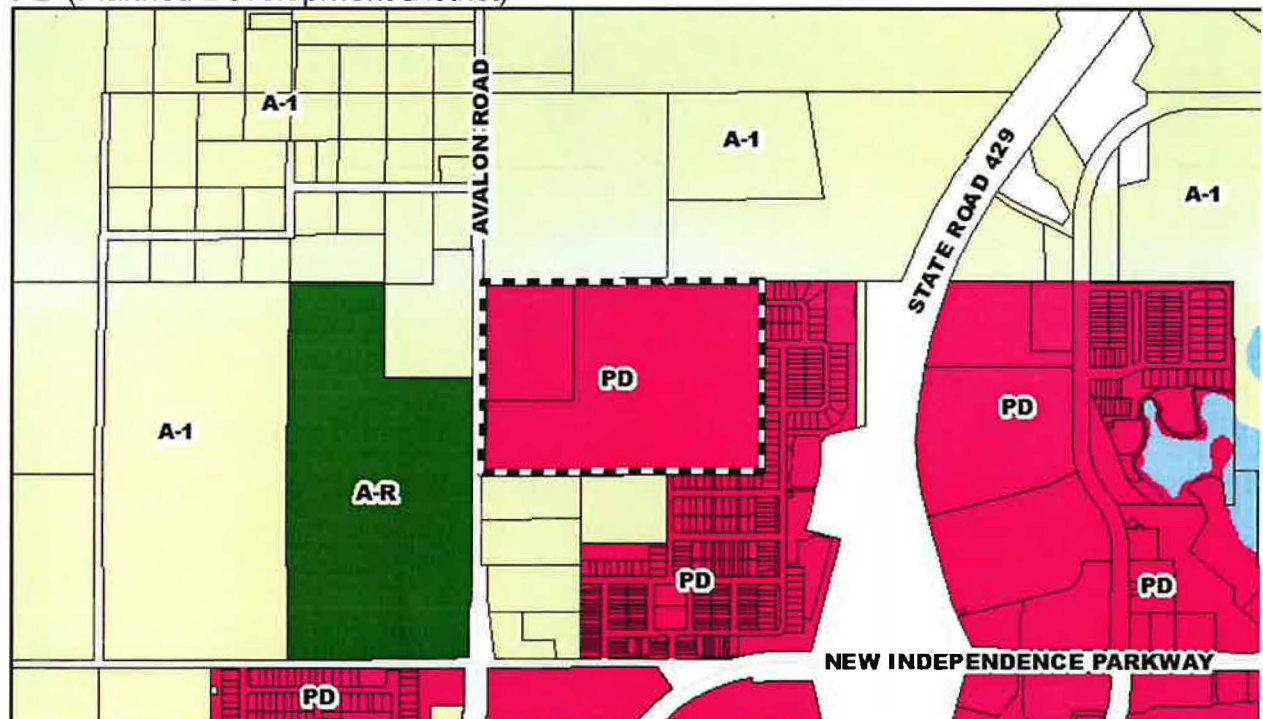 A-1
AVALON ROAD
A-1
STATE ROAD 429
A-1
PD
PD
A-1
A-R
PD
PD
NEW INDEPENDENCE PARKWAY
PD